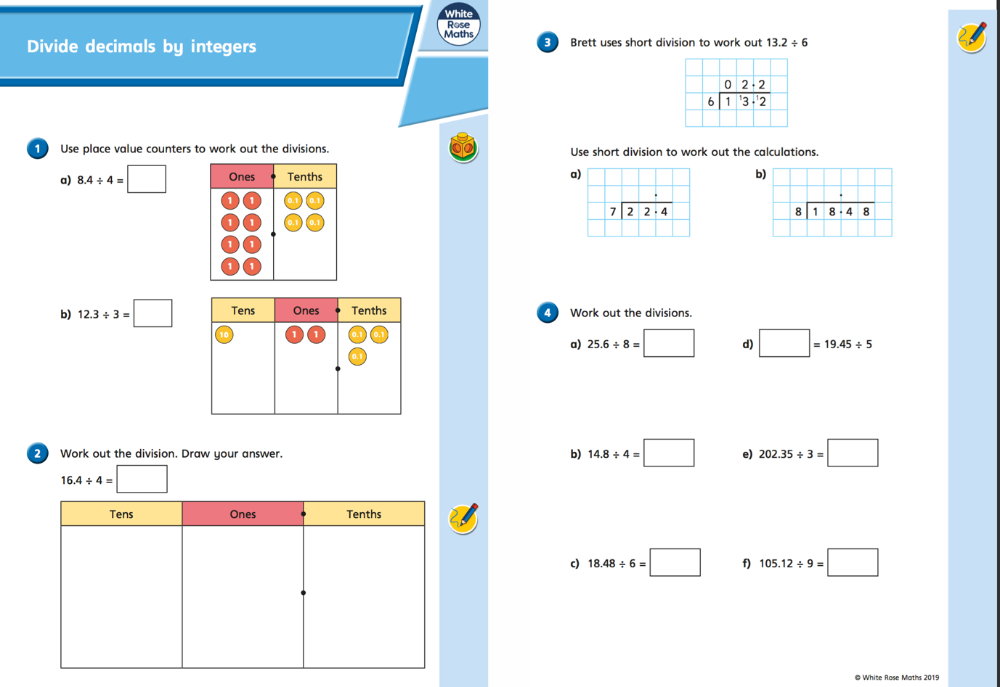 Divide decimals by integers
White
Rose
Maths
1 Use place value counters to work out the divisions.
a) 8.4 ÷ 4 =
Ones Tenths
1 1 0.1 0.1
1 1 0.1 0.1
1 1
1 1
b) 12.3 ÷ 3 =
Tens Ones Tenths
10 1 1 0.1 0.1
0.1
2 Work out the division. Draw your answer.
16.4 ÷ 4 =
Tens Ones Tenths
3 Brett uses short division to work out 13.2 ÷ 6
0 2 · 2
6 1 ¹3 · ¹2
Use short division to work out the calculations.
a)
·
7 2 2 · 4
b)
·
8 1 8 · 4 8
4 Work out the divisions.
a) 25.6 ÷ 8 =
d) = 19.45 ÷ 5
b) 14.8 ÷ 4 =
e) 202.35 ÷ 3 =
c) 18.48 ÷ 6 =
f) 105.12 ÷ 9 =
© White Rose Maths 2019